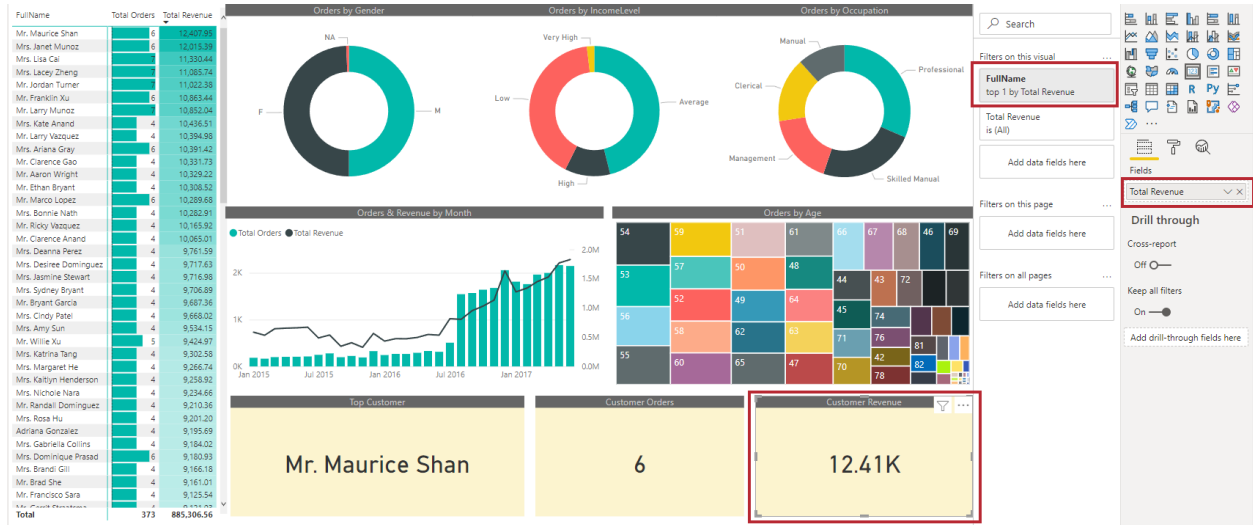 FullName Total Orders Total Revenue
Mr. Maurice Shan 6 12,407.95
Mrs. Janet Munoz 6 12,015.39
Mrs. Lisa Cai 7 11,330.44
Mrs. Lacey Zheng 7 11,085.74
Mr. Jordan Turner 7 11,022.38
Mr. Franklin Xu 6 10,863.44
Mr. Larry Munoz 7 10,852.04
Mrs. Kate Anand 4 10,436.51
Mr. Larry Vazquez 4 10,394.98
Mrs. Ariana Gray 6 10,391.42
Mr. Clarence Gao 4 10,331.73
Mr. Aaron Wright 4 10,329.22
Mr. Ethan Bryant 4 10,308.52
Mr. Marco Lopez 6 10,289.68
Mrs. Bonnie Nath 4 10,282.91
Mr. Ricky Vazquez 4 10,165.92
Mr. Clarence Anand 4 10,065.01
Mrs. Deanna Perez 4 9,761.59
Mrs. Desiree Dominguez 4 9,717.63
Mrs. Jasmine Stewart 4 9,716.98
Mrs. Sydney Bryant 4 9,706.89
Mr. Bryant Garcia 4 9,687.36
Mrs. Cindy Patel 4 9,668.02
Mrs. Amy Sun 4 9,534.15
Mr. Willie Xu 5 9,424.97
Mrs. Katrina Tang 4 9,302.58
Mrs. Margaret He 4 9,266.74
Mrs. Kaitlyn Henderson 4 9,258.92
Mrs. Nichole Nara 4 9,234.66
Mr. Randall Dominguez 4 9,210.36
Mrs. Rosa Hu 4 9,201.20
Adriana Gonzalez 4 9,195.69
Mrs. Gabriella Collins 4 9,184.02
Mrs. Dominique Prasad 6 9,180.93
Mrs. Brandi Gill 4 9,166.18
Mr. Brad She 4 9,161.01
Mr. Francisco Sara 4 9,125.54
Total 373 885,306.56
Orders by Gender
NA
F
M
Orders by IncomeLevel
Very High
Low
Average
High
Orders by Occupation
Manual
Professional
Clerical
Management
Skilled Manual
Orders & Revenue by Month
Total Orders Total Revenue
2K
1K
0K
2.0M
1.5M
1.0M
0.5M
0.0M
Jan 2015 Jul 2015 Jan 2016 Jul 2016 Jan 2017
Orders by Age
54 59 51 61 66 67 68 46 69
53 57 50 48 44 43 72
52 49 64 45 74
56 58 62 63 71 76 81
55 60 65 47 70 42 82
78
Top Customer
Mr. Maurice Shan
Customer Orders
6
Customer Revenue
12.41K
Search
Filters on this visual
FullName
top 1 by Total Revenue
Total Revenue
is (All)
Add data fields here
Filters on this page
Add data fields here
Filters on all pages
Add data fields here
123
R Py
Fields
Total Revenue
Drill through
Cross-report
Off
Keep all filters
On
Add drill-through fields here